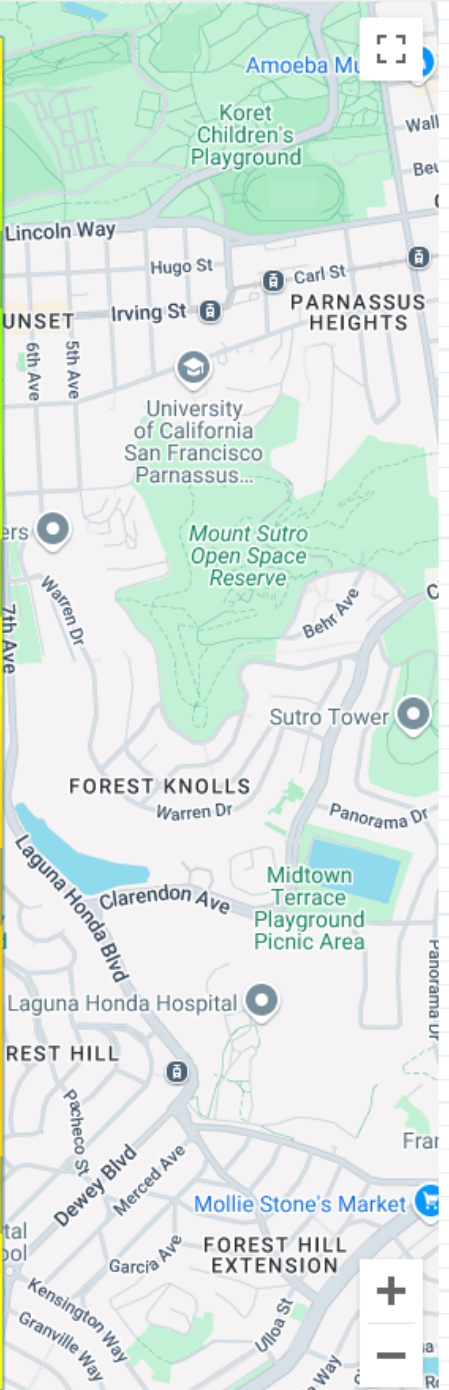 Amoeba Mu
Koret
Children's
Playground
Wall
Beu
Lincoln Way
Hugo St
Carl St
Irving St
PARNASSUS
HEIGHTS
UNSET
6th Ave
5th Ave
University
of California
San Francisco
Parnassus...
ers
Mount Sutro
Open Space
Reserve
Warren Dr
Behr Ave
7th Ave
Sutro Tower
FOREST KNOLLS
Warren Dr
Panorama Dr
Laguna Honda Blvd
Clarendon Ave
Midtown
Terrace
Playground
Picnic Area
Panorama Dr
Laguna Honda Hospital
REST HILL
Pacheco St
Dewey Blvd
Merced Ave
Fran
Mollie Stone's Market
tal
ool
Garcia Ave
FOREST HILL
EXTENSION
Kensington Way
Granville Way
Ulloa St
Way
+
−